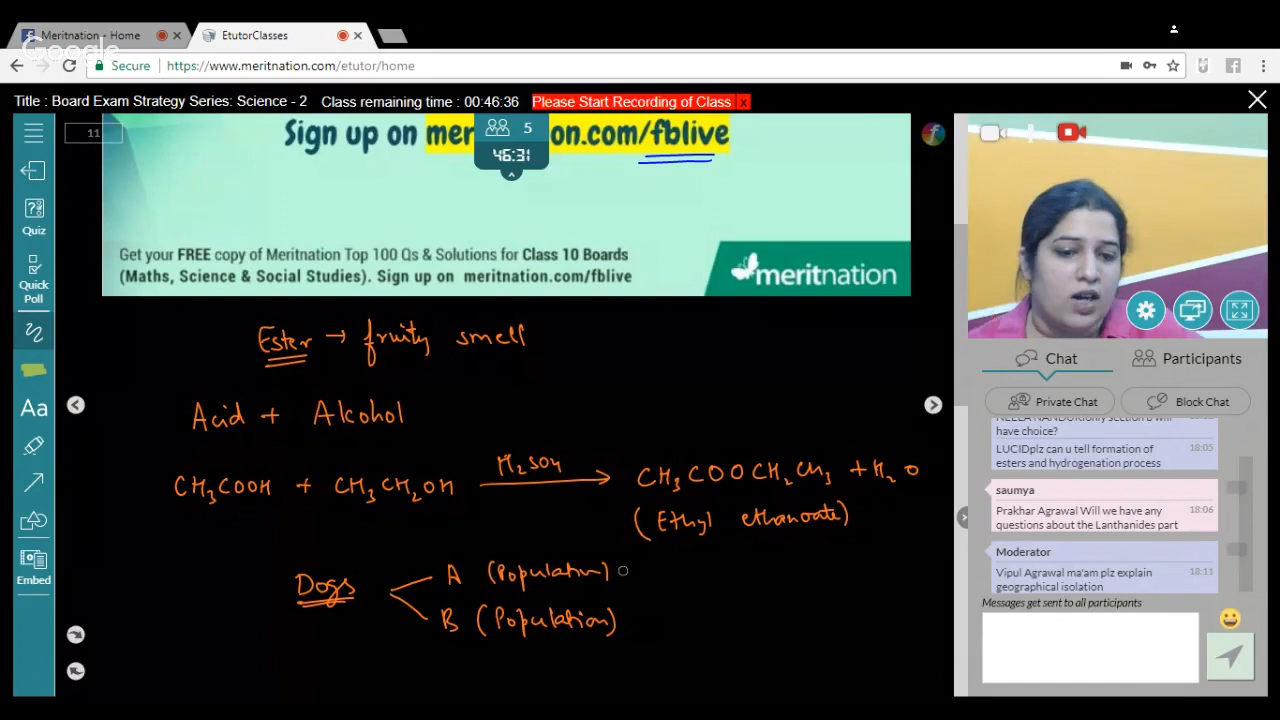 Meritnation - Home
EtutorClasses
Google
Secure https://www.meritnation.com/etutor/home
Title : Board Exam Strategy Series: Science - 2 Class remaining time : 00:46:36 Please Start Recording of Class x
11
Sign up on mer on.com/fblive
5
46:31
Get your FREE copy of Meritnation Top 100 Qs & Solutions for Class 10 Boards
(Maths, Science & Social Studies). Sign up on meritnation.com/fblive
meritnation
Quiz
Quick
Poll
Aa
Embed
Ester → fruity smell
Acid + Alcohol
CH3COOH + CH3CH2OH H2SO4 → CH3COOCH2CH3 + H2O
(Ethyl ethanoate)
Dogs
A (Population)
B (Population)
Chat Participants
Private Chat Block Chat
have choice?
LUCIDplz can u tell formation of 18:05
esters and hydrogenation process
saumya
Prakhar Agrawal Will we have any 18:06
questions about the Lanthanides part
Moderator
Vipul Agrawal ma'am plz explain 18:11
geographical isolation
Messages get sent to all participants